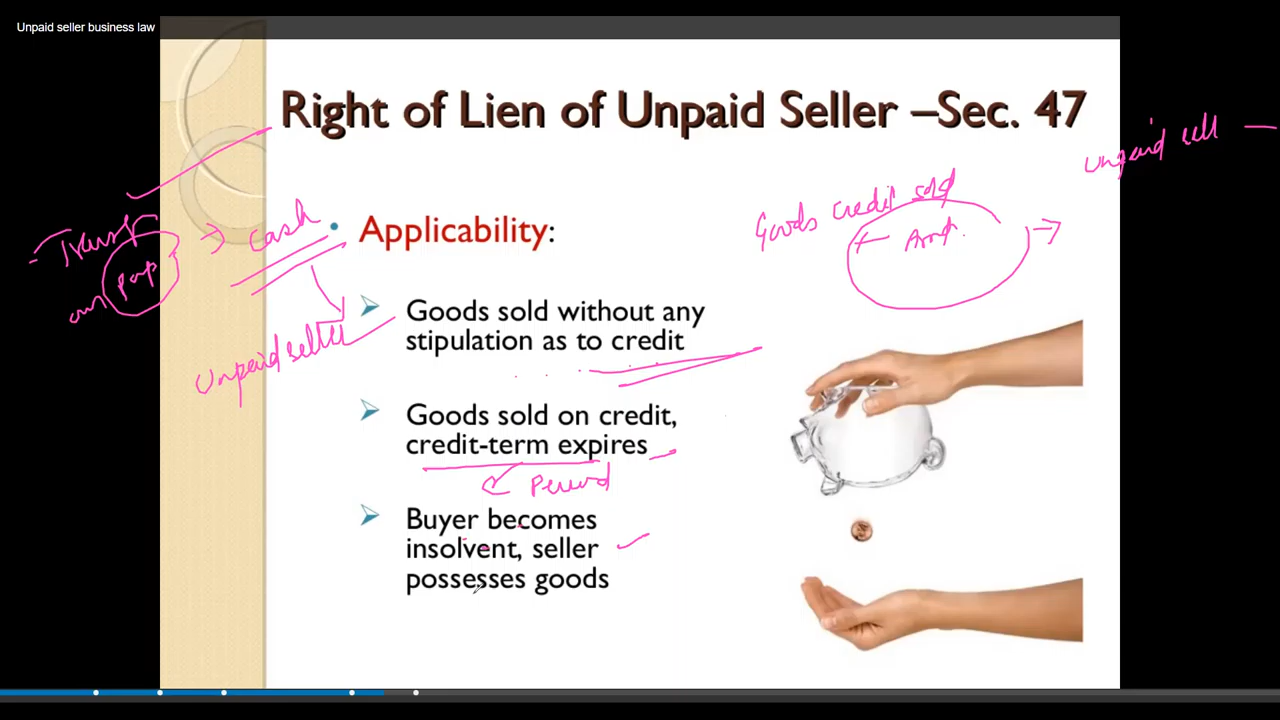 Unpaid seller business law
Right of Lien of Unpaid Seller –Sec. 47
unpaid sell
Goods credit sold
Amt.
cash
Unpaid seller
• Applicability:
Goods sold without any
stipulation as to credit
Goods sold on credit,
credit-term expires
Period
Buyer becomes
insolvent, seller
possesses goods